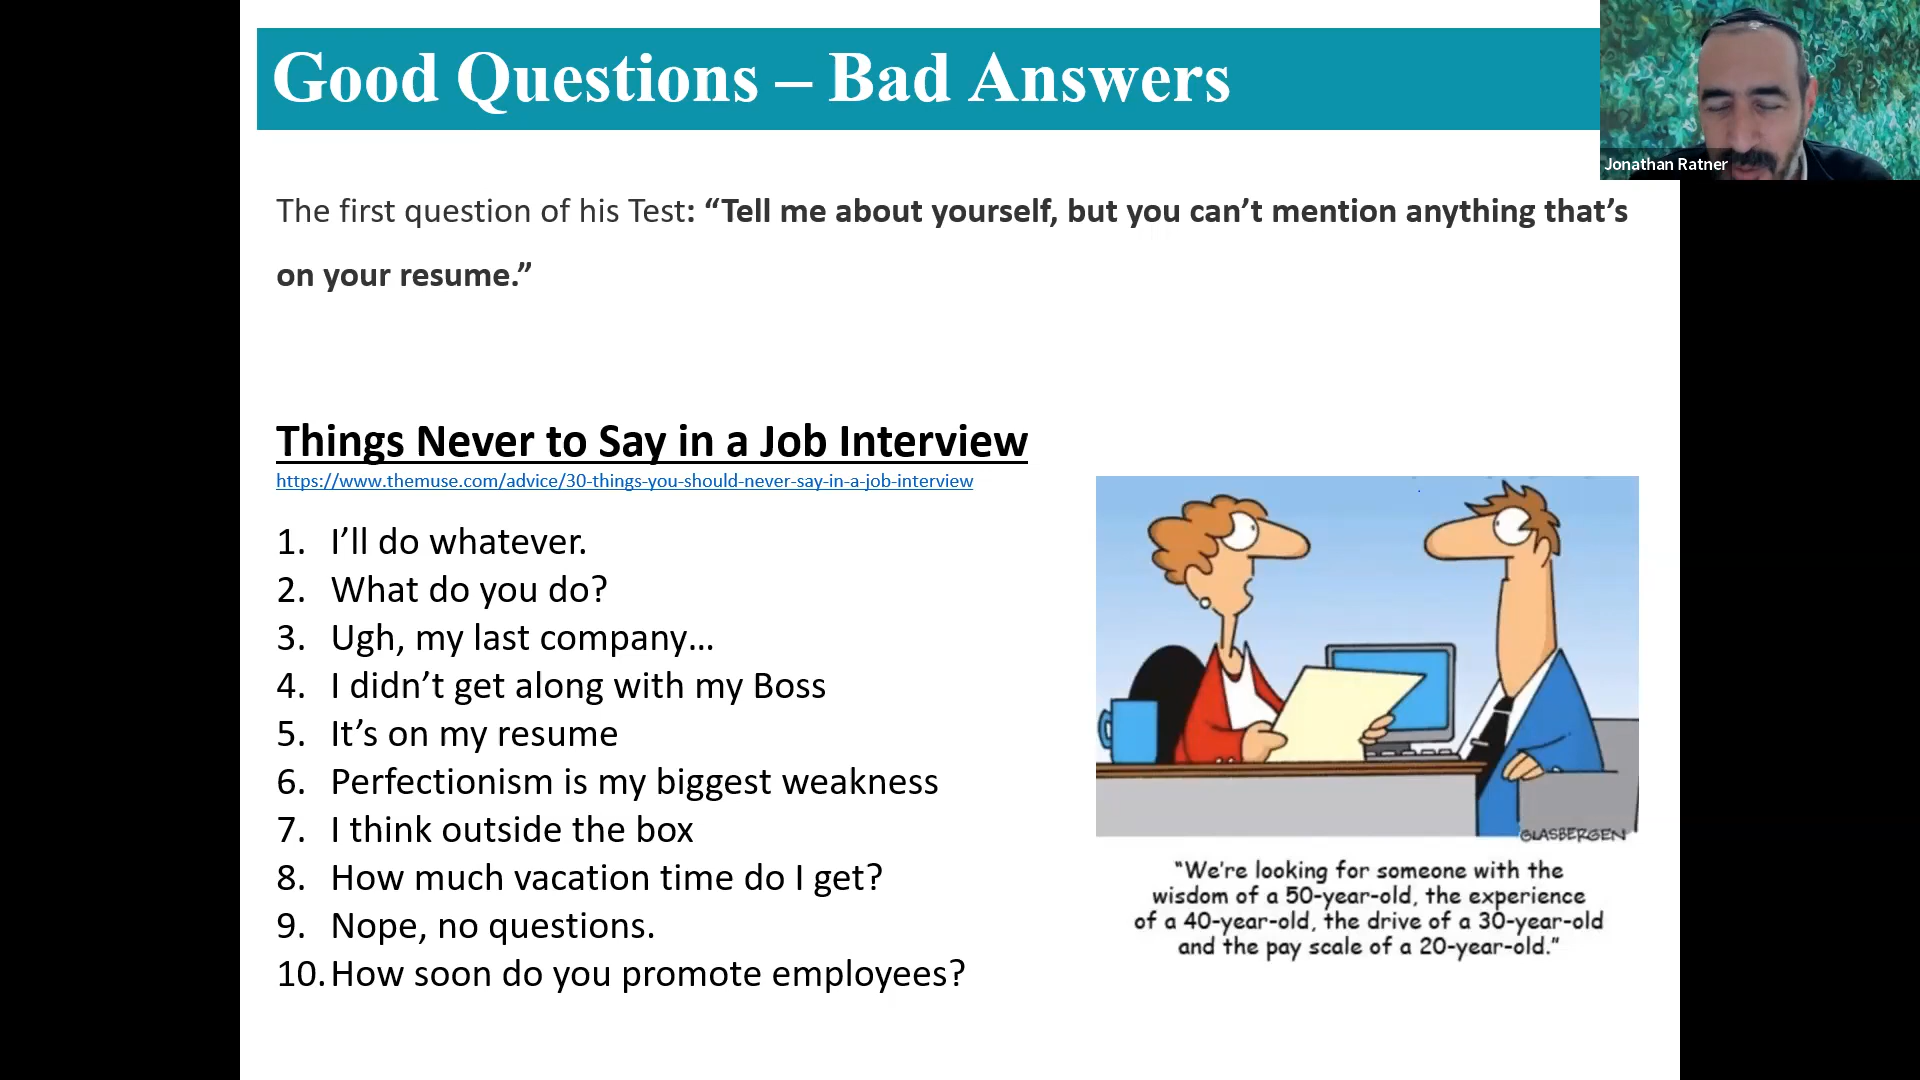 Good Questions – Bad Answers
Jonathan Ratner
The first question of his Test: “Tell me about yourself, but you can’t mention anything that’s
on your resume.”
Things Never to Say in a Job Interview
https://www.themuse.com/advice/30-things-you-should-never-say-in-a-job-interview
1. I’ll do whatever.
2. What do you do?
3. Ugh, my last company…
4. I didn’t get along with my Boss
5. It’s on my resume
6. Perfectionism is my biggest weakness
7. I think outside the box
8. How much vacation time do I get?
9. Nope, no questions.
10. How soon do you promote employees?
GLASBERGEN
“We’re looking for someone with the
wisdom of a 50-year-old, the experience
of a 40-year-old, the drive of a 30-year-old
and the pay scale of a 20-year-old.”